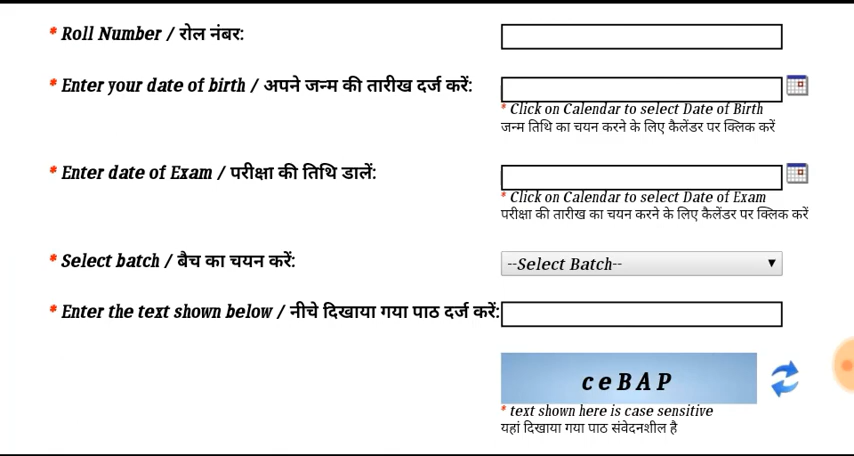 * Roll Number / रोल नंबर:
* Enter your date of birth / अपने जन्म की तारीख दर्ज करें:
* Click on Calendar to select Date of Birth
जन्म तिथि का चयन करने के लिए कैलेंडर पर क्लिक करें
* Enter date of Exam / परीक्षा की तिथि डालें:
* Click on Calendar to select Date of Exam
परीक्षा की तारीख का चयन करने के लिए कैलेंडर पर क्लिक करें
* Select batch / बैच का चयन करें:
--Select Batch--
* Enter the text shown below / नीचे दिखाया गया पाठ दर्ज करें:
ceBAP
* text shown here is case sensitive
यहां दिखाया गया पाठ संवेदनशील है